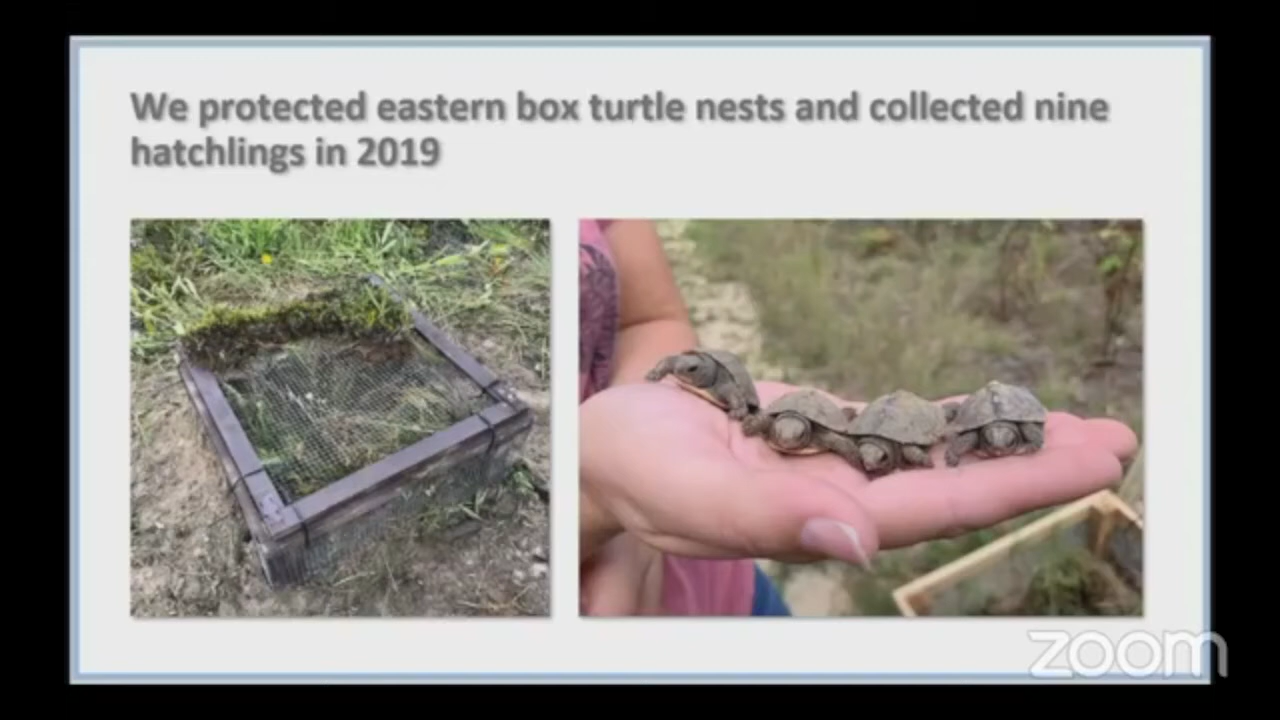 We protected eastern box turtle nests and collected nine
hatchlings in 2019
zoom